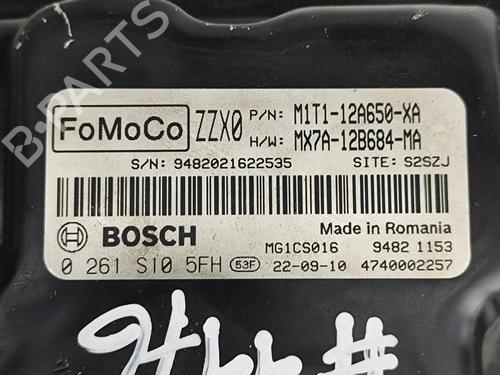 B-PARTS
FoMoCo ZZX0 P/N: M1T1-12A650-XA
H/W: MX7A-12B684-MA
S/N: 9482021622535 SITE: S2SZJ
BOSCH Made in Romania
MG1CS016 9482 1153
0 261 S10 5FH 53F 22-09-10 4740002257